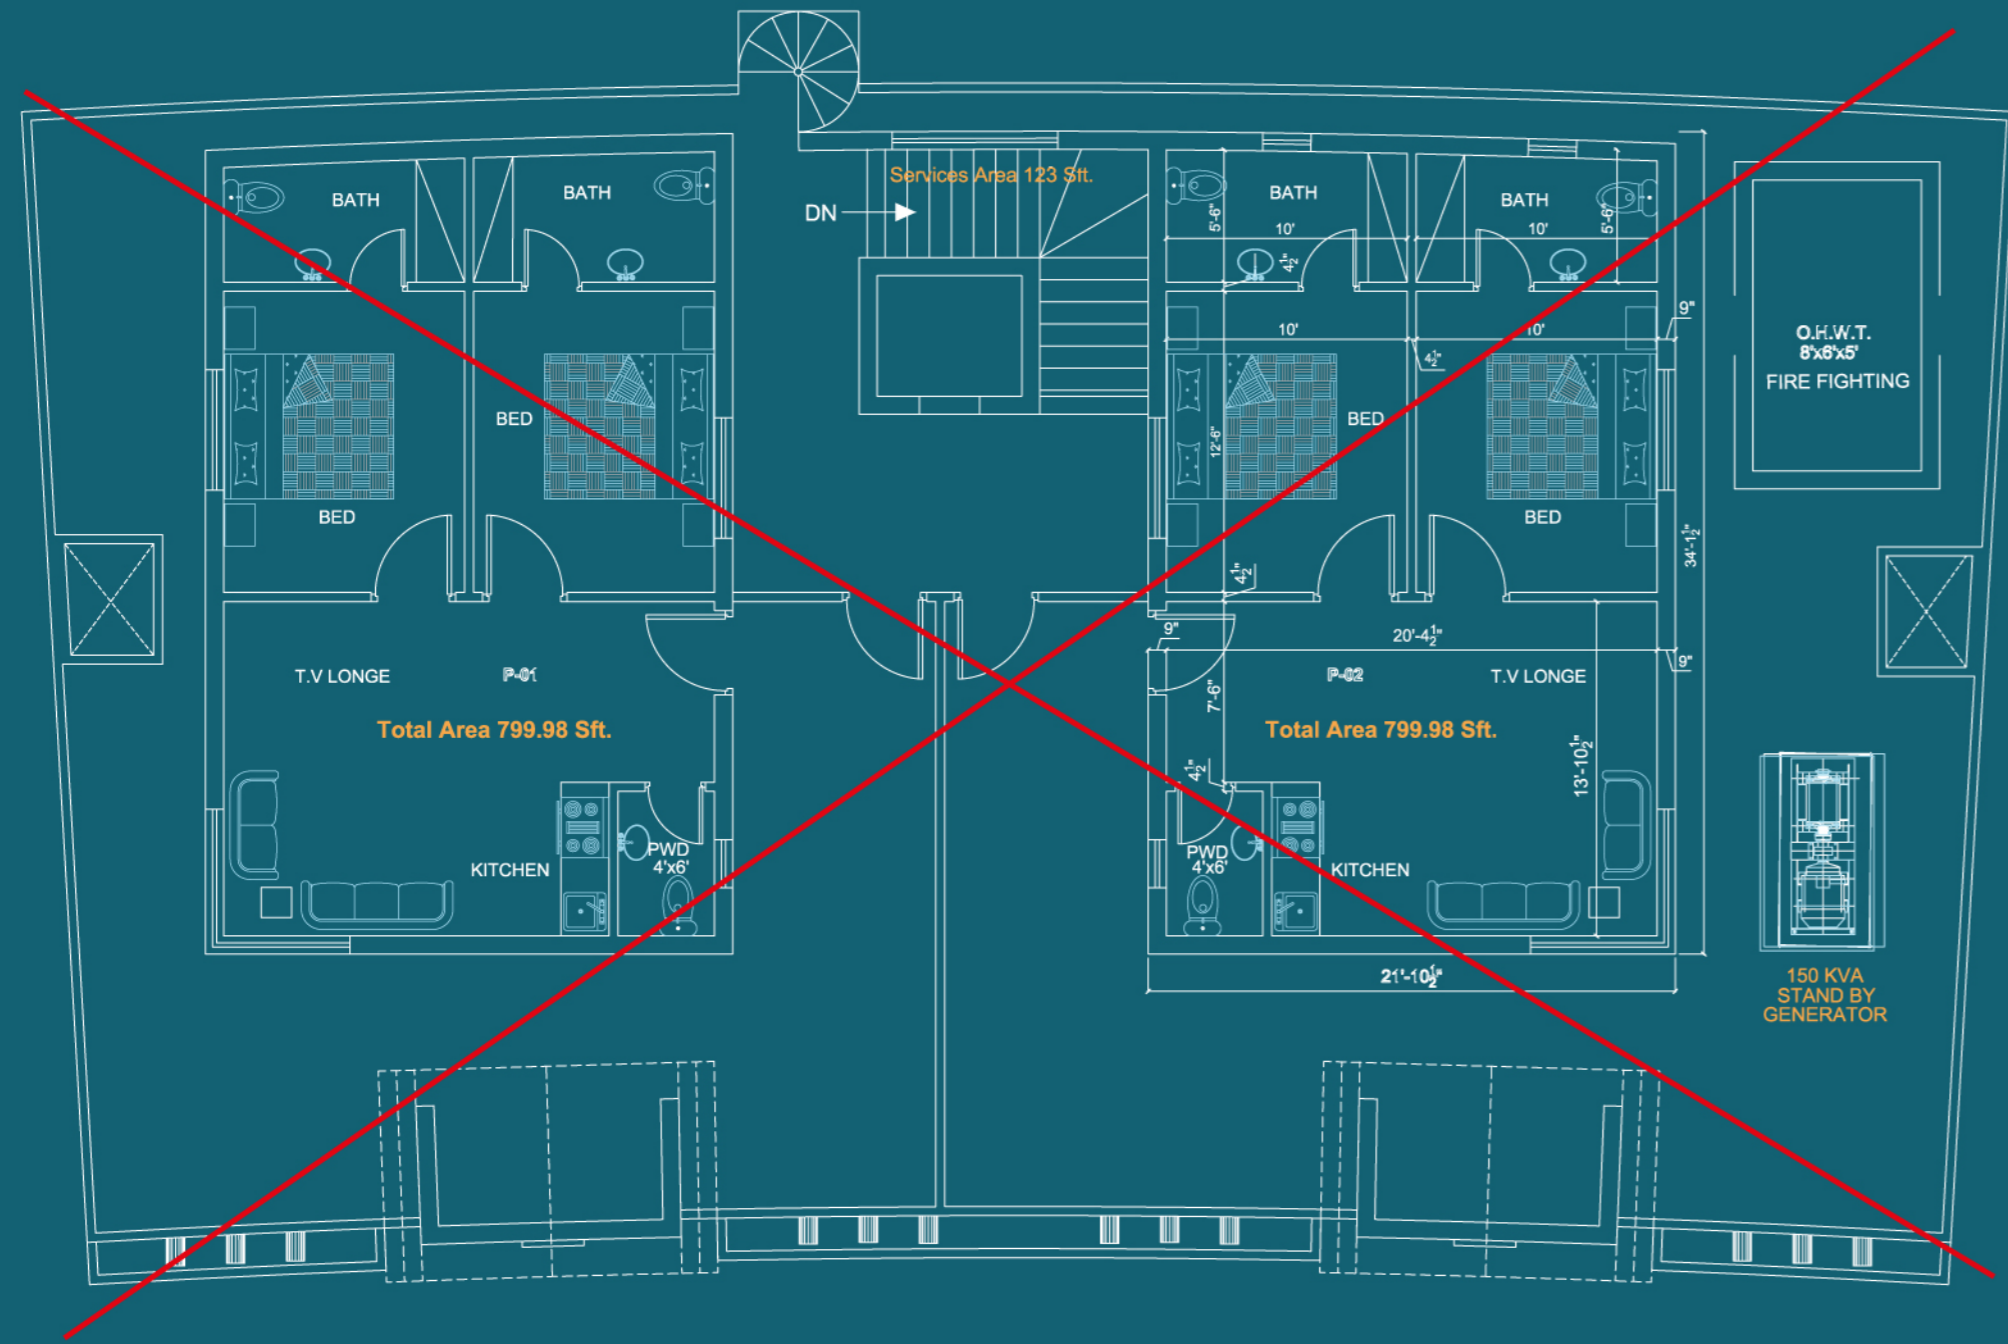 BATH
BATH
Services Area 123 Sft.
DN
BATH
BATH
5'-6"
5'-6"
10'
10'
4½"
10'
10'
9"
4½"
O.H.W.T.
8'x6'x5'
FIRE FIGHTING
BED
BED
12'-6"
BED
BED
34'-1½"
4½"
9"
20'-4½"
9"
T.V LONGE
P-01
P-02
T.V LONGE
7'-6"
Total Area 799.98 Sft.
Total Area 799.98 Sft.
13'-10½"
4½"
PWD
4'x6'
KITCHEN
PWD
4'x6'
KITCHEN
21'-10½"
150 KVA
STAND BY
GENERATOR